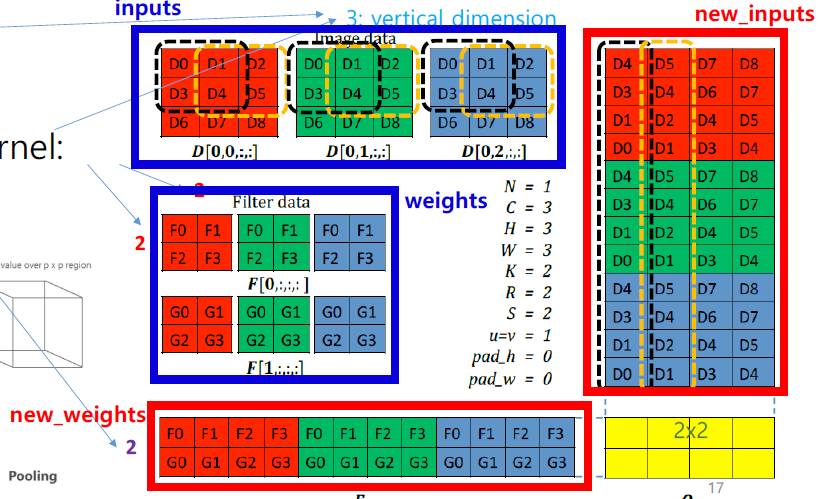 inputs
3: vertical_dimension
new_inputs
Image data
D0 D1 D2 D0 D1 D2 D0 D1 D2
D3 D4 D5 D3 D4 D5 D3 D4 D5
D6 D7 D8 D6 D7 D8 D6 D7 D8
D[0,0,:,:] D[0,1,:,:] D[0,2,:,:]
D4 D5 D7 D8
D3 D4 D6 D7
D1 D2 D4 D5
D0 D1 D3 D4
D4 D5 D7 D8
D3 D4 D6 D7
D1 D2 D4 D5
D0 D1 D3 D4
D4 D5 D7 D8
D3 D4 D6 D7
D1 D2 D4 D5
D0 D1 D3 D4
rnel:
2
2
Filter data
weights
F0 F1 F0 F1 F0 F1
F2 F3 F2 F3 F2 F3
F[0,:,:,:]
G0 G1 G0 G1 G0 G1
G2 G3 G2 G3 G2 G3
F[1,:,:,:]
N = 1
C = 3
H = 3
W = 3
K = 2
R = 2
S = 2
u=v = 1
pad_h = 0
pad_w = 0
value over p x p region
new_weights
2
F0 F1 F2 F3 F0 F1 F2 F3 F0 F1 F2 F3
G0 G1 G2 G3 G0 G1 G2 G3 G0 G1 G2 G3
2x2
Pooling
17